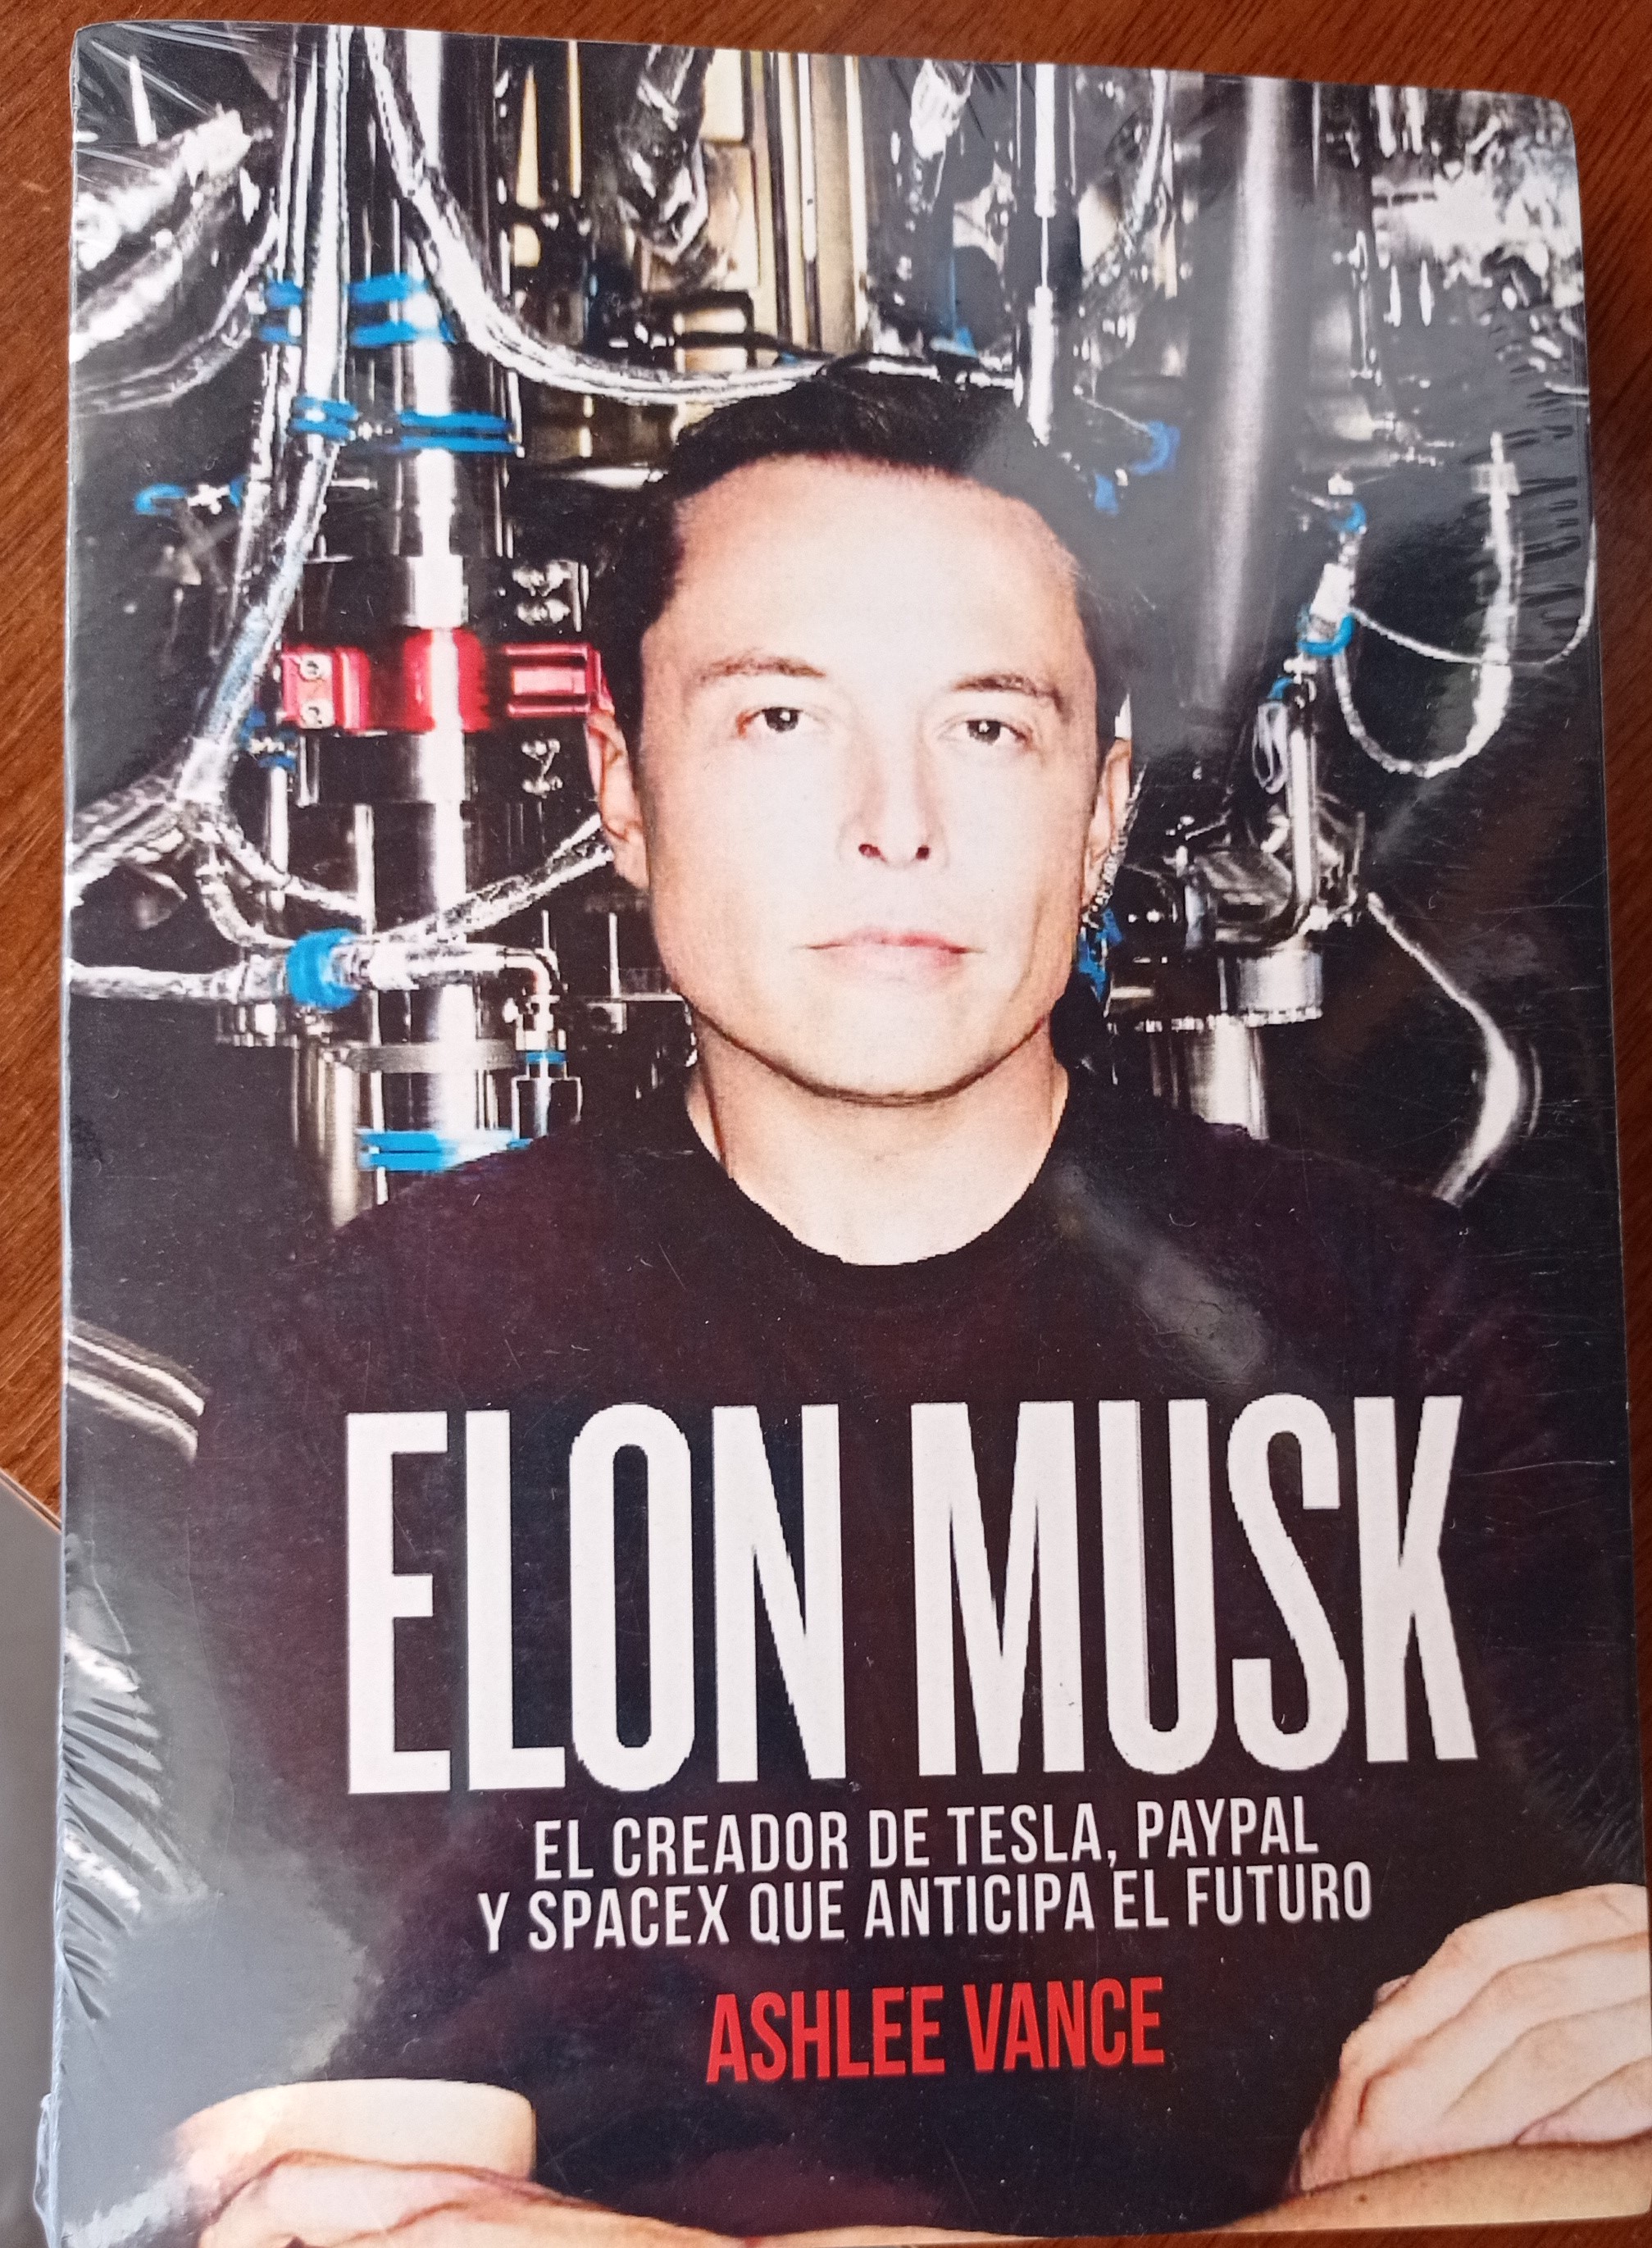 ELON MUSK
EL CREADOR DE TESLA, PAYPAL
Y SPACEX QUE ANTICIPA EL FUTURO
ASHLEE VANCE